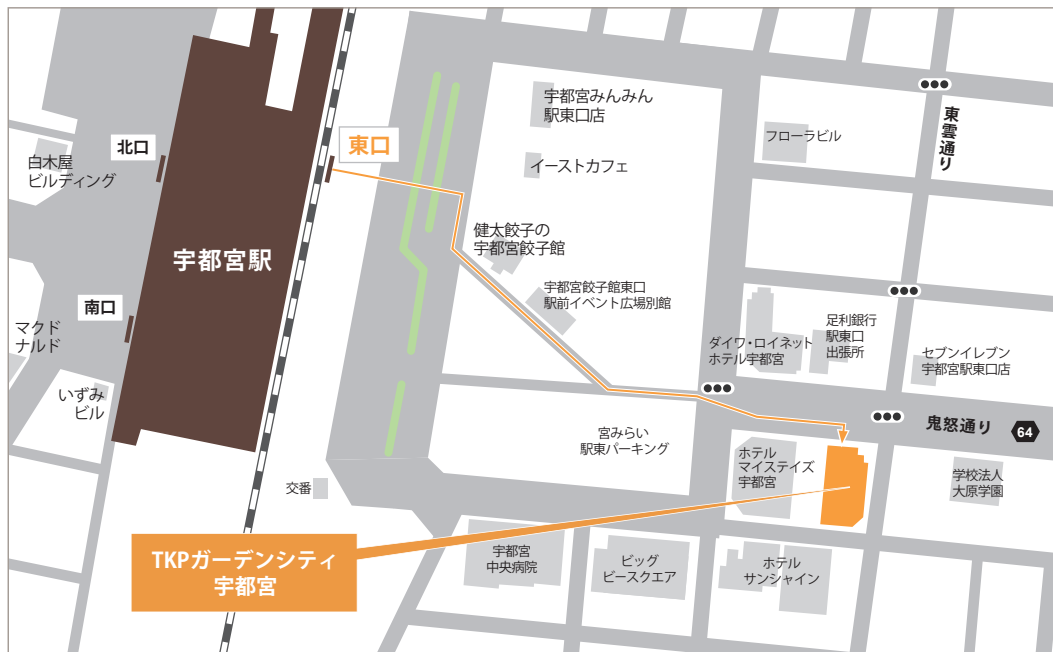 宇都宮みんみん
駅東口店
東雲通り
フローラビル
東口
北口
白木屋
ビルディング
イーストカフェ
健太餃子の
宇都宮餃子館
宇都宮駅
宇都宮餃子館東口
駅前イベント広場別館
南口
マクド
ナルド
ダイワ・ロイネット
ホテル宇都宮
足利銀行
駅東口
出張所
セブンイレブン
宇都宮駅東口店
いずみ
ビル
鬼怒通り
64
宮みらい
駅東パーキング
ホテル
マイステイズ
宇都宮
学校法人
大原学園
交番
TKPガーデンシティ
宇都宮
宇都宮
中央病院
ビッグ
ビースクエア
ホテル
サンシャイン